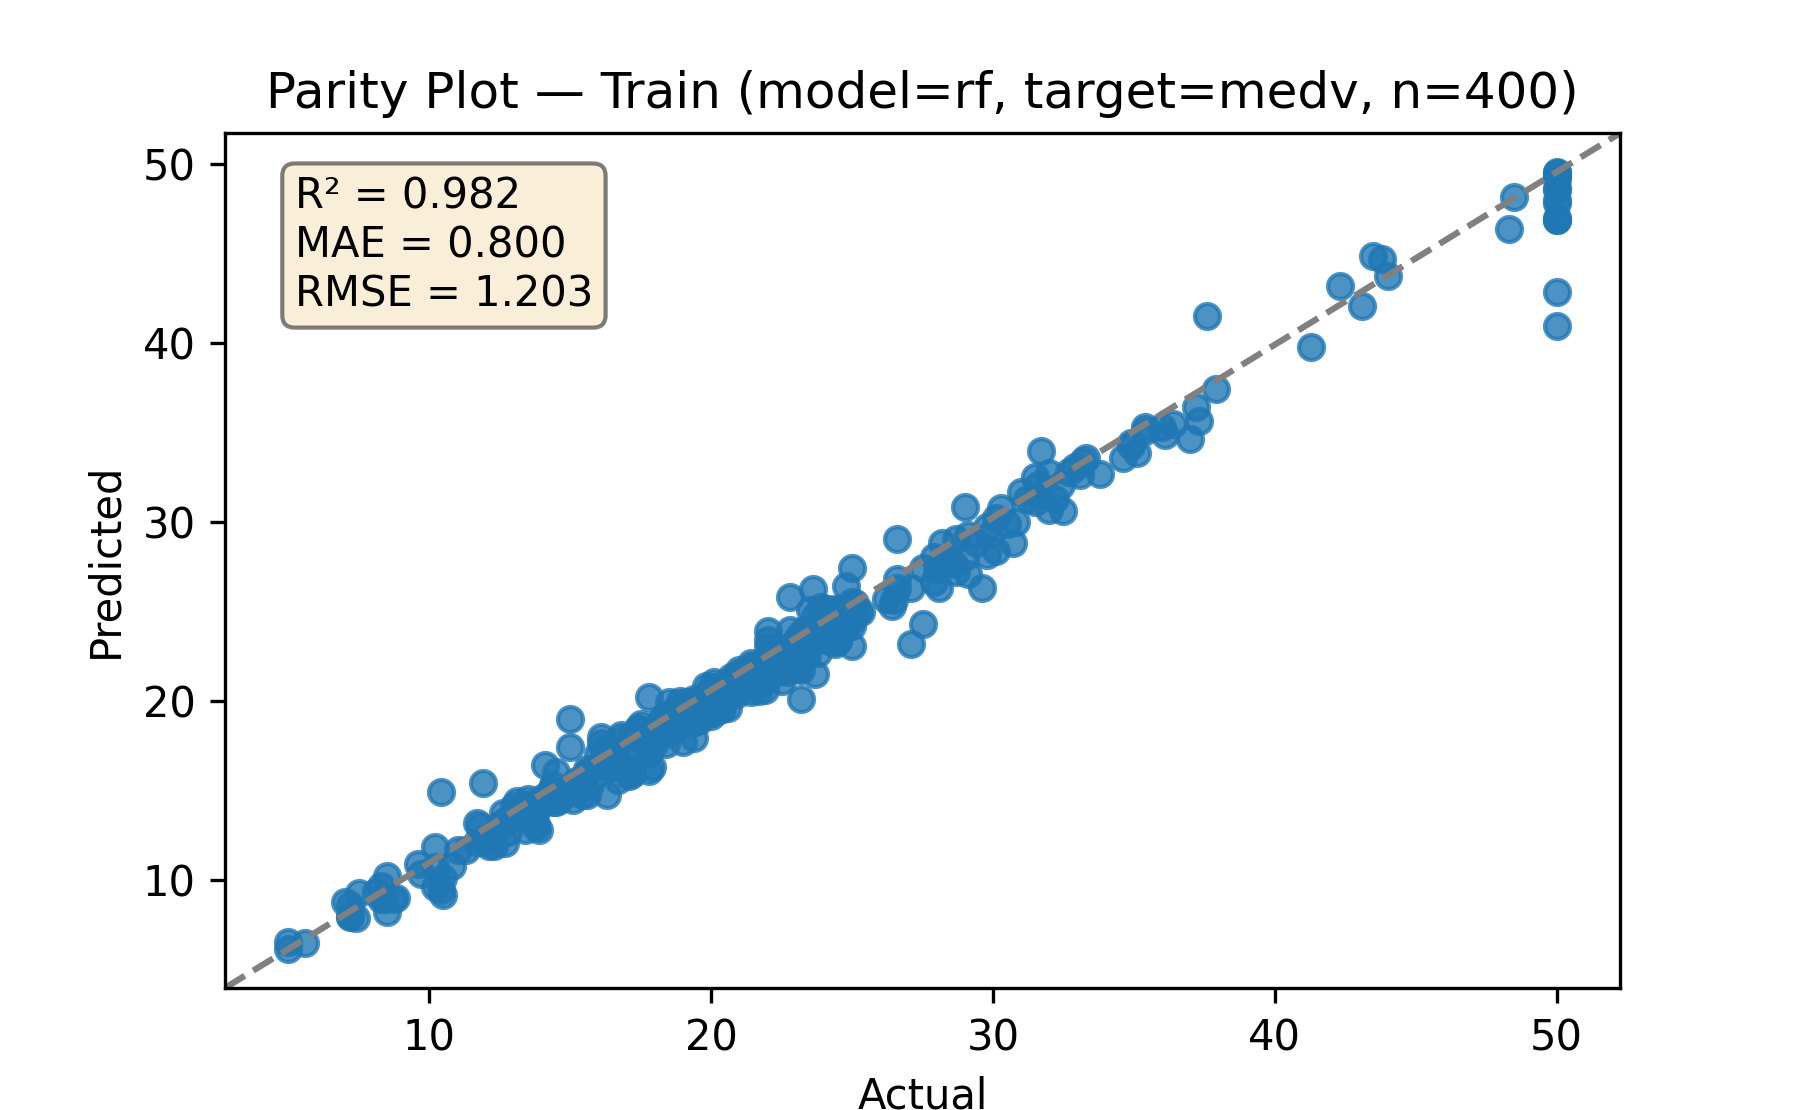 Parity Plot — Train (model=rf, target=medv, n=400)
R² = 0.982
MAE = 0.800
RMSE = 1.203
Predicted
50
40
30
20
10
10 20 30 40 50
Actual